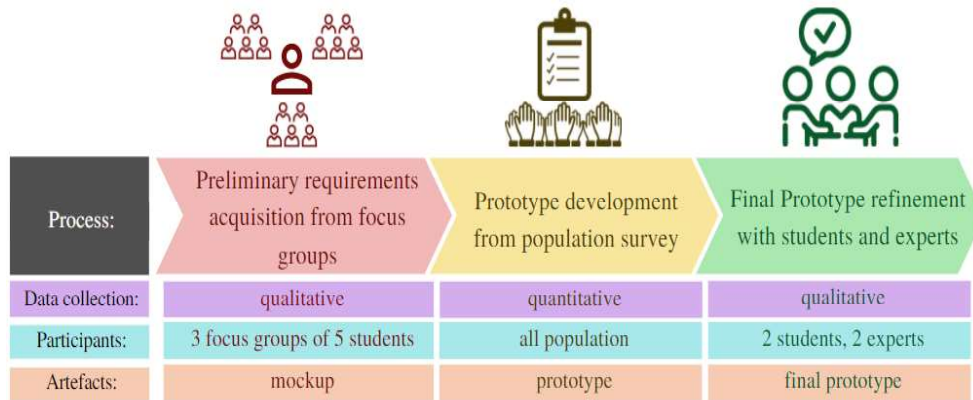 Process:
Preliminary requirements
acquisition from focus
groups
Prototype development
from population survey
Final Prototype refinement
with students and experts
Data collection:
qualitative
quantitative
qualitative
Participants:
3 focus groups of 5 students
all population
2 students, 2 experts
Artefacts:
mockup
prototype
final prototype